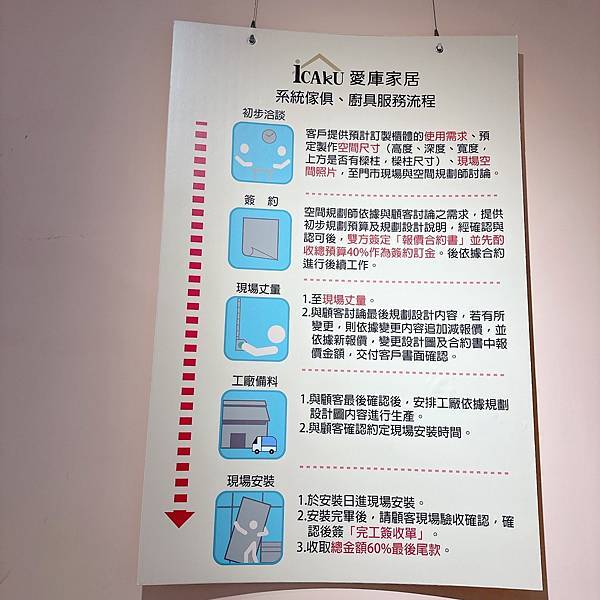 iCAKU 愛庫家居
系統傢俱、廚具服務流程
初步洽談
客戶提供預計訂製櫃體的使用需求、預
定製作空間尺寸（高度、深度、寬度，
上方是否有樑柱，樑柱尺寸）、現場空
間照片，至門市現場與空間規劃師討論。
簽 約
空間規劃師依據與顧客討論之需求，提供
初步規劃預算及規劃設計說明，經確認與
認可後，雙方簽定「報價合約書」並先酌
收總預算40%作為簽約訂金。後依據合約
進行後續工作。
現場丈量
1.至現場丈量。
2.與顧客討論最後規劃設計內容，若有所
變更，則依據變更內容追加減報價，並
依據新報價，變更設計圖及合約書中報
價金額，交付客戶書面確認。
工廠備料
1.與顧客最後確認後，安排工廠依據規劃
設計圖內容進行生產。
2.與顧客確認約定現場安裝時間。
現場安裝
1.於安裝日進現場安裝。
2.安裝完畢後，請顧客現場驗收確認，確
認後簽「完工簽收單」。
3.收取總金額60%最後尾款。